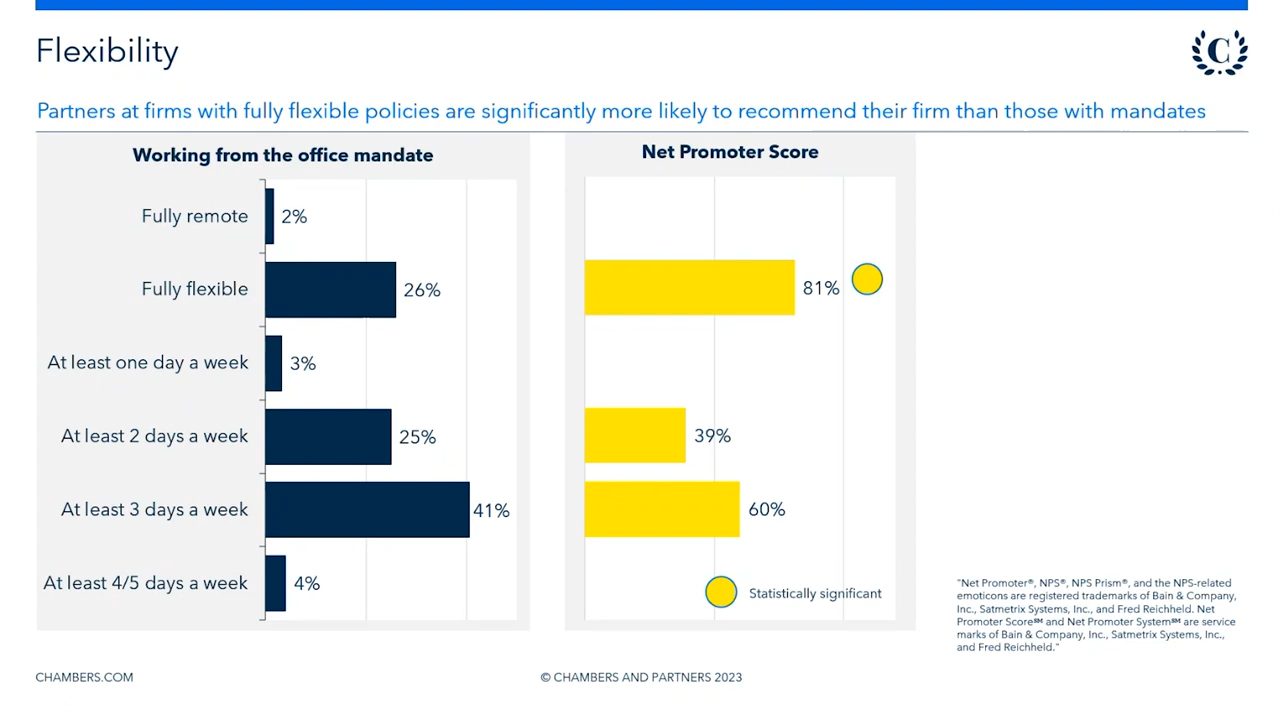 Flexibility
C
Partners at firms with fully flexible policies are significantly more likely to recommend their firm than those with mandates
Working from the office mandate
Fully remote 2%
Fully flexible 26%
At least one day a week 3%
At least 2 days a week 25%
At least 3 days a week 41%
At least 4/5 days a week 4%
Net Promoter Score
81%
39%
60%
Statistically significant
"Net Promoter®, NPS®, NPS Prism®, and the NPS-related
emoticons are registered trademarks of Bain & Company,
Inc., Satmetrix Systems, Inc., and Fred Reichheld. Net
Promoter Score℠ and Net Promoter System℠ are service
marks of Bain & Company, Inc., Satmetrix Systems, Inc.,
and Fred Reichheld."
CHAMBERS.COM
© CHAMBERS AND PARTNERS 2023